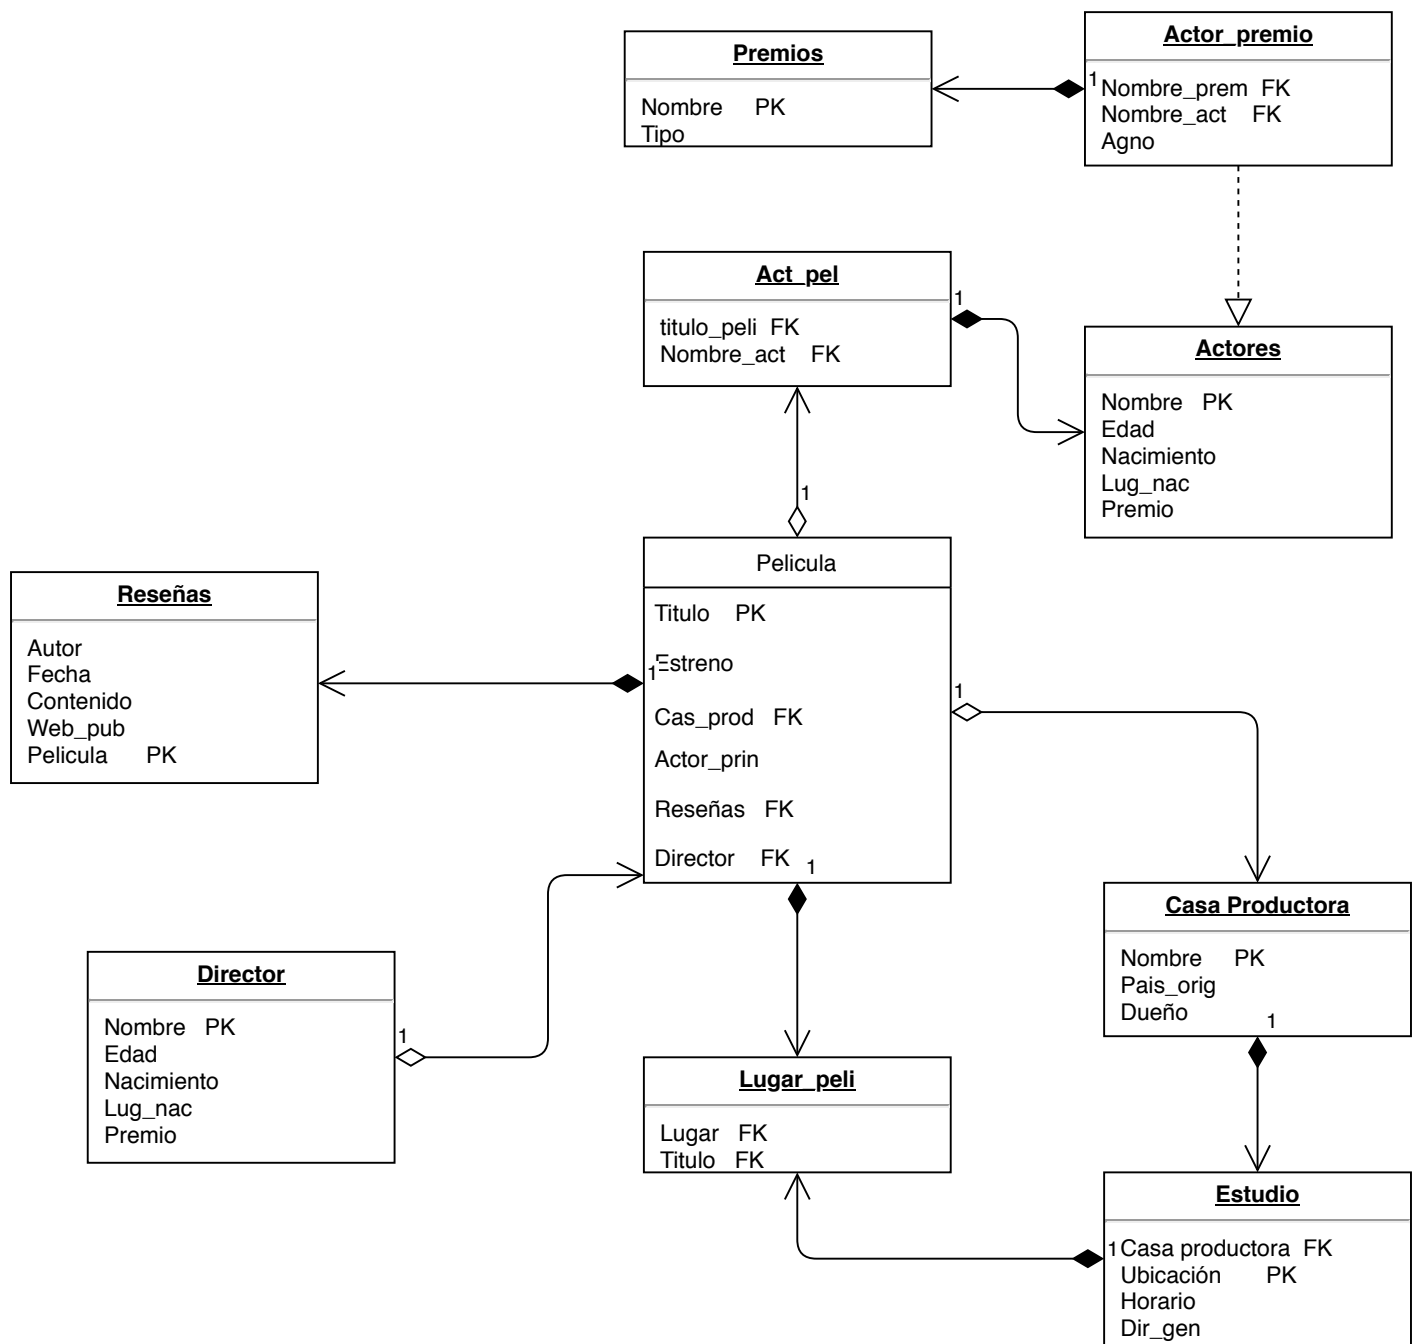 Premios
Nombre PK
Tipo
Actor_premio
1
Nombre_prem FK
Nombre_act FK
Agno
Act_pel
titulo_peli FK
Nombre_act FK
1
Actores
Nombre PK
Edad
Nacimiento
Lug_nac
Premio
1
Pelicula
Titulo PK
Estreno
Cas_prod FK
Actor_prin
Reseñas FK
Director FK
1
1
1
Reseñas
Autor
Fecha
Contenido
Web_pub
Pelicula PK
Director
Nombre PK
Edad
Nacimiento
Lug_nac
Premio
1
Lugar_peli
Lugar FK
Titulo FK
Casa Productora
Nombre PK
Pais_orig
Dueño
1
Estudio
1
Casa productora FK
Ubicación PK
Horario
Dir_gen